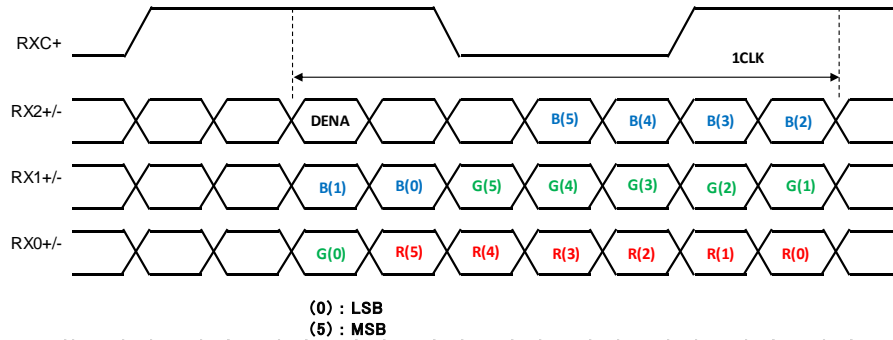 RXC+
1CLK
RX2+/- DENA B(5) B(4) B(3) B(2)
RX1+/- B(1) B(0) G(5) G(4) G(3) G(2) G(1)
RX0+/- G(0) R(5) R(4) R(3) R(2) R(1) R(0)
(0) : LSB
(5) : MSB